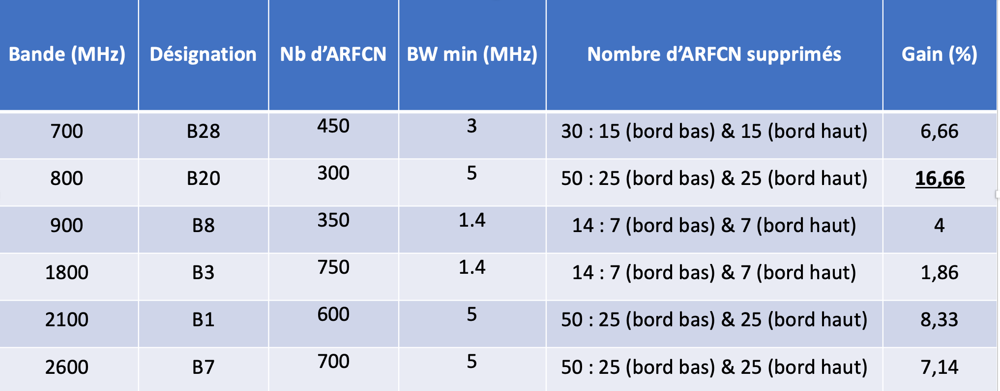 Bande (MHz) Désignation Nb d’ARFCN BW min (MHz) Nombre d’ARFCN supprimés Gain (%)
700 B28 450 3 30 : 15 (bord bas) & 15 (bord haut) 6,66
800 B20 300 5 50 : 25 (bord bas) & 25 (bord haut) 16,66
900 B8 350 1.4 14 : 7 (bord bas) & 7 (bord haut) 4
1800 B3 750 1.4 14 : 7 (bord bas) & 7 (bord haut) 1,86
2100 B1 600 5 50 : 25 (bord bas) & 25 (bord haut) 8,33
2600 B7 700 5 50 : 25 (bord bas) & 25 (bord haut) 7,14